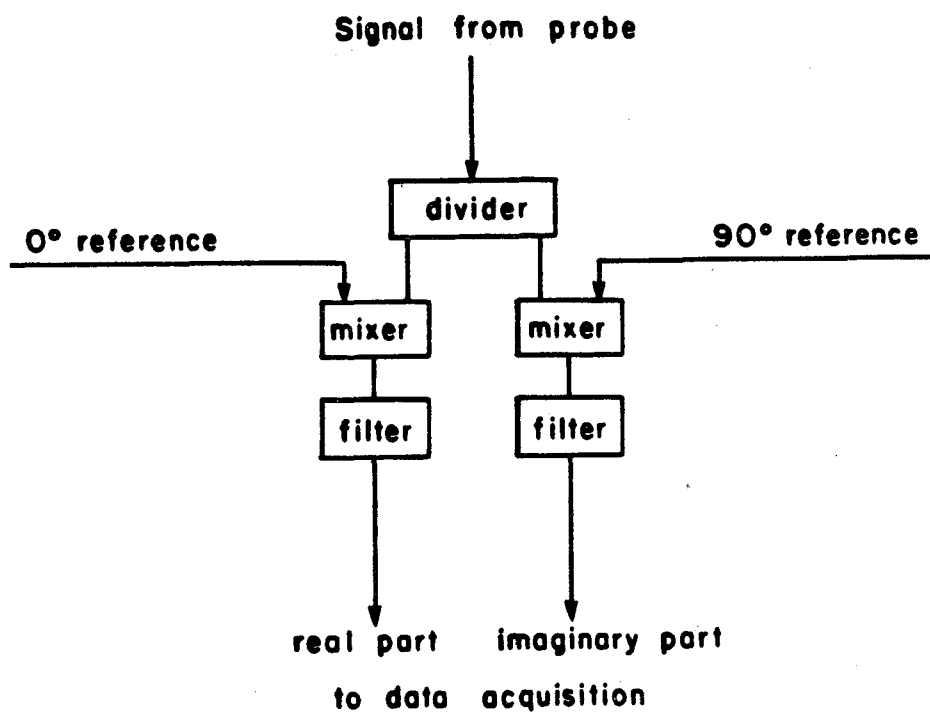 Signal from probe
divider
0° reference
90° reference
mixer
mixer
filter
filter
real part
imaginary part
to data acquisition